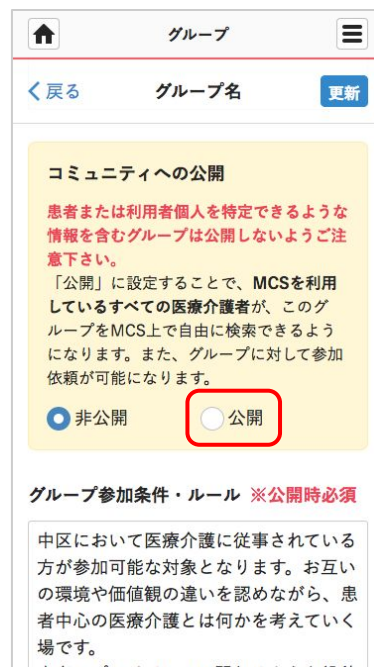 グループ
戻る
グループ名
更新
コミュニティへの公開
患者または利用者個人を特定できるような
情報を含むグループは公開しないようご注
意下さい。
「公開」に設定することで、MCSを利用
しているすべての医療介護者が、このグ
ループをMCS上で自由に検索できるよう
になります。また、グループに対して参加
依頼が可能になります。
非公開
公開
グループ参加条件・ルール ※公開時必須
中区において医療介護に従事されている
方が参加可能な対象となります。お互い
の環境や価値観の違いを認めながら、患
者中心の医療介護とは何かを考えていく
場です。